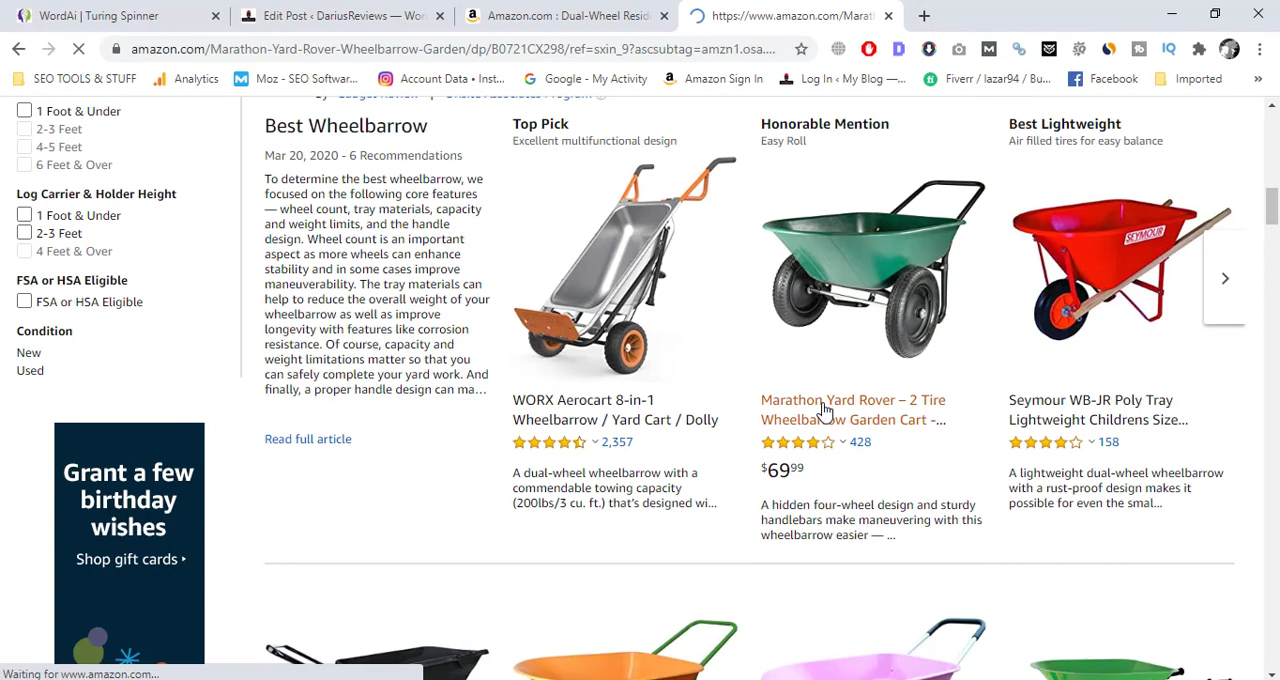 WordAi | Turing Spinner
Edit Post ‹ DariusReviews — Wor
Amazon.com : Dual-Wheel Resid
https://www.amazon.com/Marat
amazon.com/Marathon-Yard-Rover-Wheelbarrow-Garden/dp/B0721CX298/ref=sxin_9?ascsubtag=amzn1.osa....
SEO TOOLS & STUFF
Analytics
Moz - SEO Software...
Account Data • Inst...
Google - My Activity
Amazon Sign In
Log In ‹ My Blog —...
Fiverr / lazar94 / Bu...
Facebook
Imported
1 Foot & Under
2-3 Feet
4-5 Feet
6 Feet & Over
Log Carrier & Holder Height
1 Foot & Under
2-3 Feet
4 Feet & Over
FSA or HSA Eligible
FSA or HSA Eligible
Condition
New
Used
Grant a few
birthday
wishes
Shop gift cards ▸
Best Wheelbarrow
Mar 20, 2020 - 6 Recommendations
To determine the best wheelbarrow, we
focused on the following core features
— wheel count, tray materials, capacity
and weight limits, and the handle
design. Wheel count is an important
aspect as more wheels can enhance
stability and in some cases improve
maneuverability. The tray materials can
help to reduce the overall weight of your
wheelbarrow as well as improve
longevity with features like corrosion
resistance. Of course, capacity and
weight limitations matter so that you
can safely complete your yard work. And
finally, a proper handle design can ma...
Read full article
Top Pick
Excellent multifunctional design
WORX Aerocart 8-in-1
Wheelbarrow / Yard Cart / Dolly
2,357
A dual-wheel wheelbarrow with a
commendable towing capacity
(200lbs/3 cu. ft.) that's designed wi...
Honorable Mention
Easy Roll
Marathon Yard Rover – 2 Tire
Wheelbarrow Garden Cart -...
428
$69.99
A hidden four-wheel design and sturdy
handlebars make maneuvering with this
wheelbarrow easier — ...
Best Lightweight
Air filled tires for easy debance
SEYMOUR
Seymour WB-JR Poly Tray
Lightweight Childrens Size...
158
A lightweight dual-wheel wheelbarrow
with a rust-proof design makes it
possible for even the smal...
Waiting for www.amazon.com...